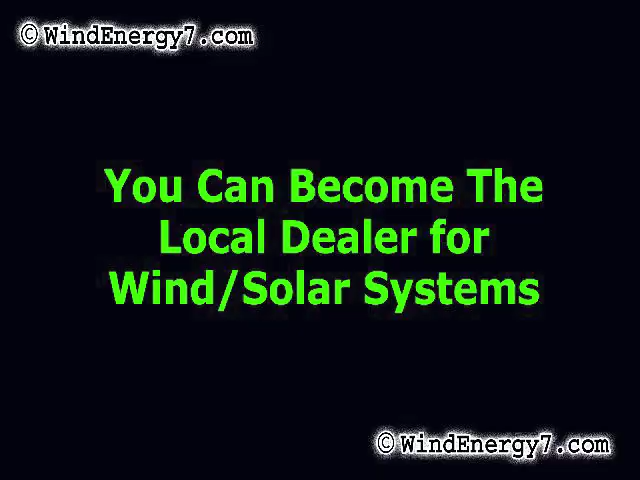 © WindEnergy7.com
You Can Become The
Local Dealer for
Wind/Solar Systems
© WindEnergy7.com